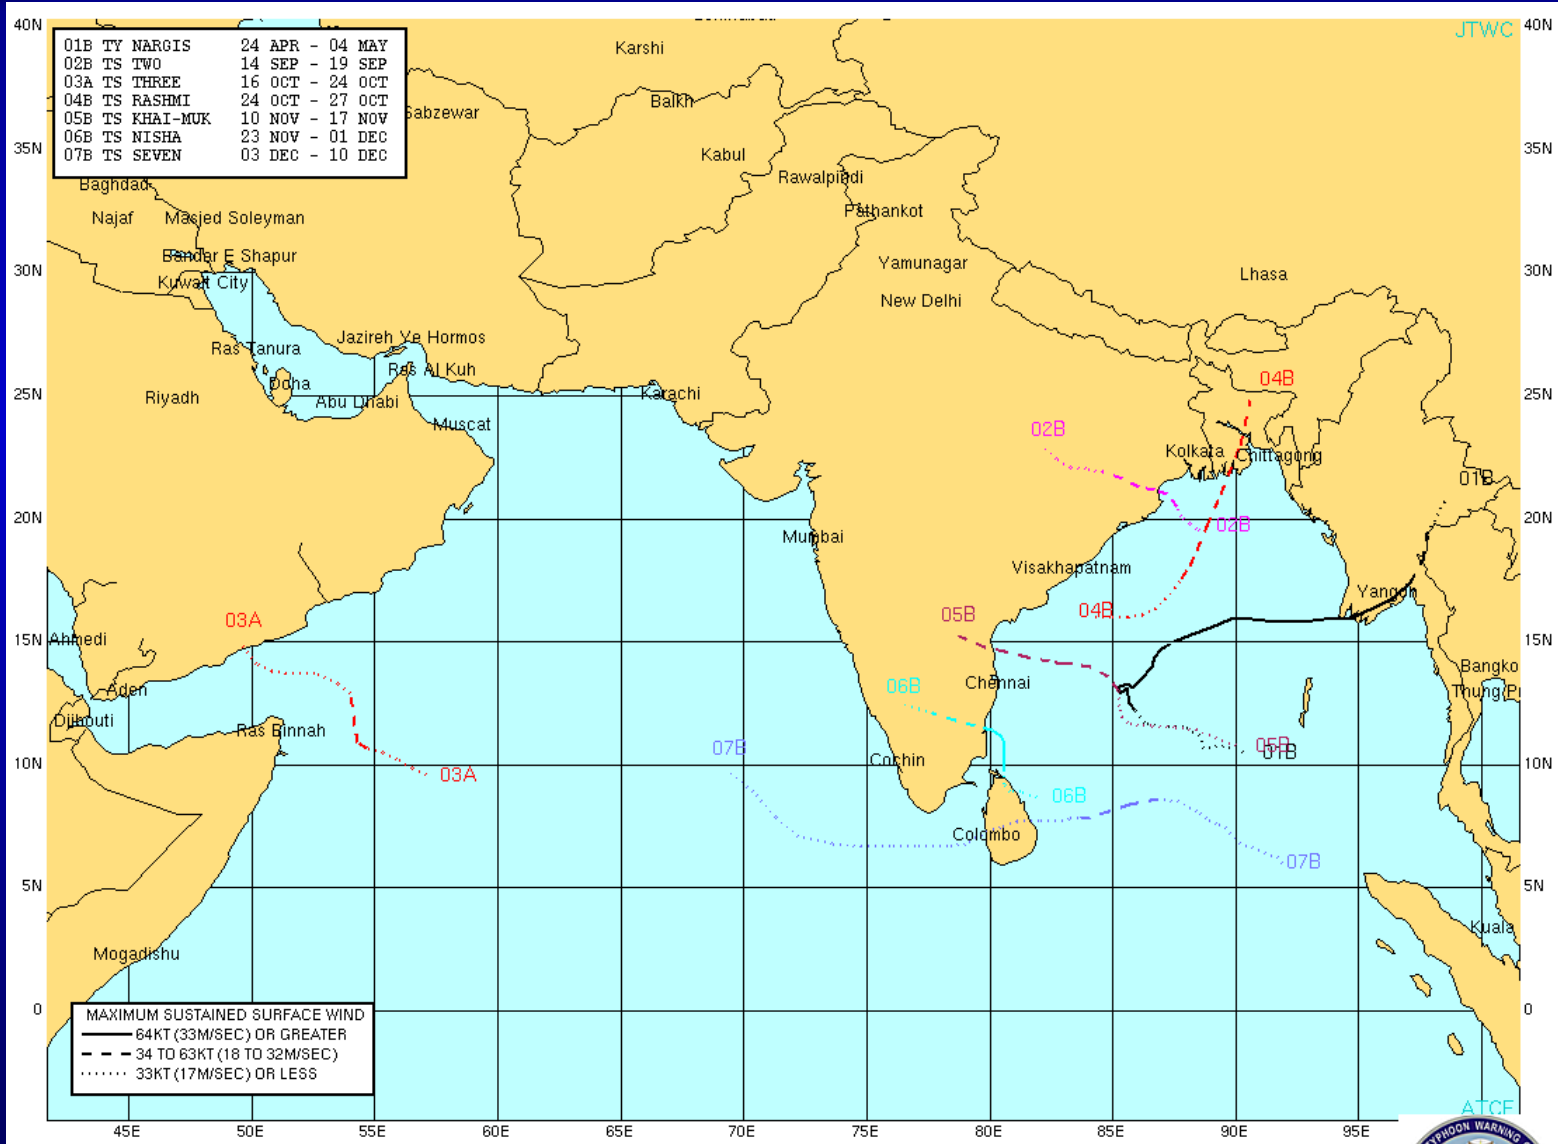 40N
40N
JTWC
01B TY NARGIS 24 APR - 04 MAY
02B TS TWO 14 SEP - 19 SEP
03A TS THREE 16 OCT - 24 OCT
04B TS RASHMI 24 OCT - 27 OCT
05B TS KHAI-MUK 10 NOV - 17 NOV
06B TS NISHA 23 NOV - 01 DEC
07B TS SEVEN 03 DEC - 10 DEC
Karshi
Balkh
Sabzewar
35N
Kabul
35N
Rawalpindi
Baghdad
Najaf
Masjed Soleyman
Pathankot
Bandar E Shapur
Yamunagar
30N
Lhasa
30N
Kuwait City
New Delhi
Jazireh Ye Hormos
Ras Tanura
Ras Al Kuh
04B
Doha
25N
Riyadh
Abu Dhabi
Karachi
25N
Muscat
02B
Kolkata
Chittagong
01B
20N
02B
20N
Mumbai
Visakhapatnam
Yangon
04B
03A
05B
15N
Ahmedi
15N
Bangko
Aden
06B
Chennai
Thung Pr
Djibouti
Ras Binnah
07B
05B
01B
10N
Cochin
10N
03A
06B
Colombo
07B
5N
5N
Kuala
Mogadishu
0
0
MAXIMUM SUSTAINED SURFACE WIND
64KT (33M/SEC) OR GREATER
34 TO 63KT (18 TO 32M/SEC)
33KT (17M/SEC) OR LESS
ATCF
45E 50E 55E 60E 65E 70E 75E 80E 85E 90E 95E
TYPHOON WARNING